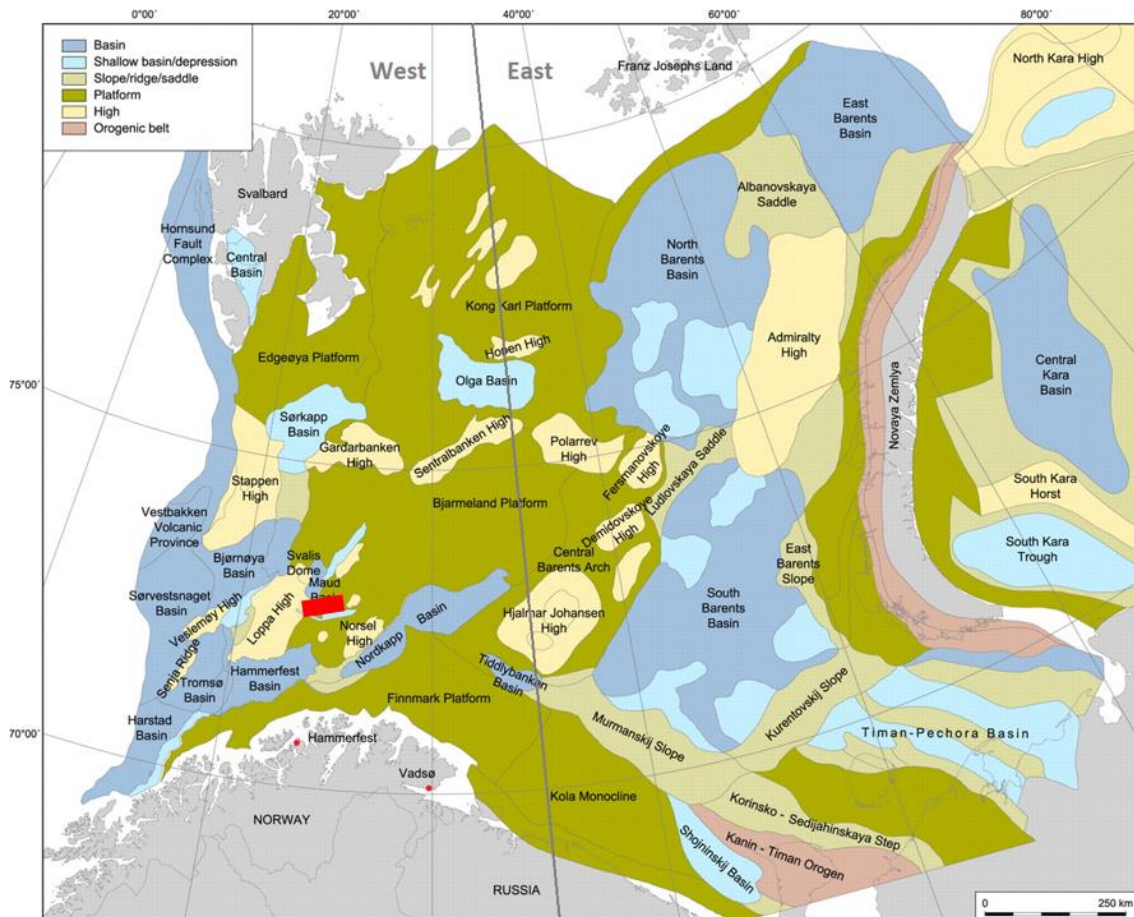 0°00'
20°00'
40°00'
60°00'
80°00'
Basin
Shallow basin/depression
Slope/ridge/saddle
Platform
High
Orogenic belt
West
East
Franz Josephs Land
North Kara High
East
Barents
Basin
Svalbard
Albanovskaya
Saddle
Hornsund
Fault
Complex
Central
Basin
North
Barents
Basin
Kong Karl Platform
Admiralty
High
Novaya Zemlya
Central
Kara
Basin
Hopen High
Edgeøya Platform
Olga Basin
75°00'
Sørkapp
Basin
Gardarbanken
High
Sentralbanken High
Polarrev
High
Fersmanovskoye
High
Ludlovskaya Saddle
Stappen
High
South Kara
Horst
Vestbakken
Volcanic
Province
Bjarmeland Platform
Demidovskoye
High
South Kara
Trough
Bjørnøya
Basin
Svalis
Dome
Maud
Central
Barents Arch
East
Barents
Slope
Sørvestsnaget
Basin
Veslemøy High
Loppa High
Norsel
High
Nordkapp
Basin
Hjalmar Johansen
High
South
Barents
Basin
Senja Ridge
Tromsø
Basin
Hammerfest
Basin
Tiddlybanken
Basin
Finnmark Platform
Harstad
Basin
Murmanskij Slope
Kurentovskij Slope
Timan-Pechora Basin
70°00'
Hammerfest
Vadsø
Kola Monocline
NORWAY
Korinsko - Sedijahinskaya Step
Shojninskij Basin
Kanin - Timan Orogen
RUSSIA
0
250 km